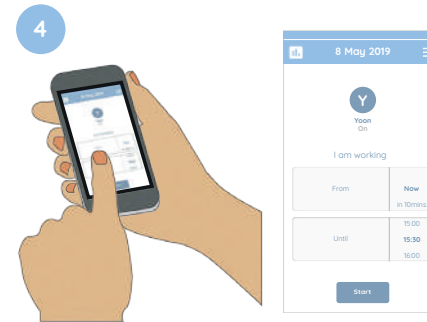 4
8 May 2019
Y
Yoon
On
I am working
From
Now
in 10mins
15:00
Until
15:30
16:00
Start